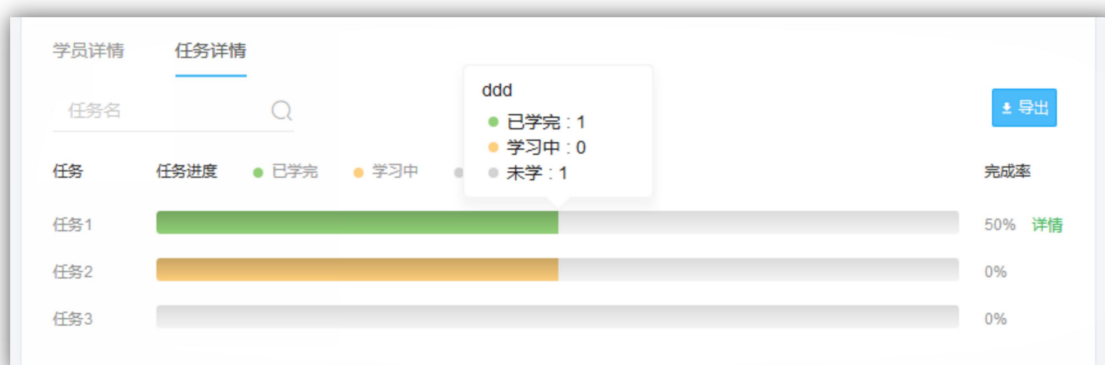 学员详情 任务详情
任务名
导出
ddd
已学完 : 1
学习中 : 0
未学 : 1
任务 任务进度 已学完 学习中 完成率
任务1 50% 详情
任务2 0%
任务3 0%